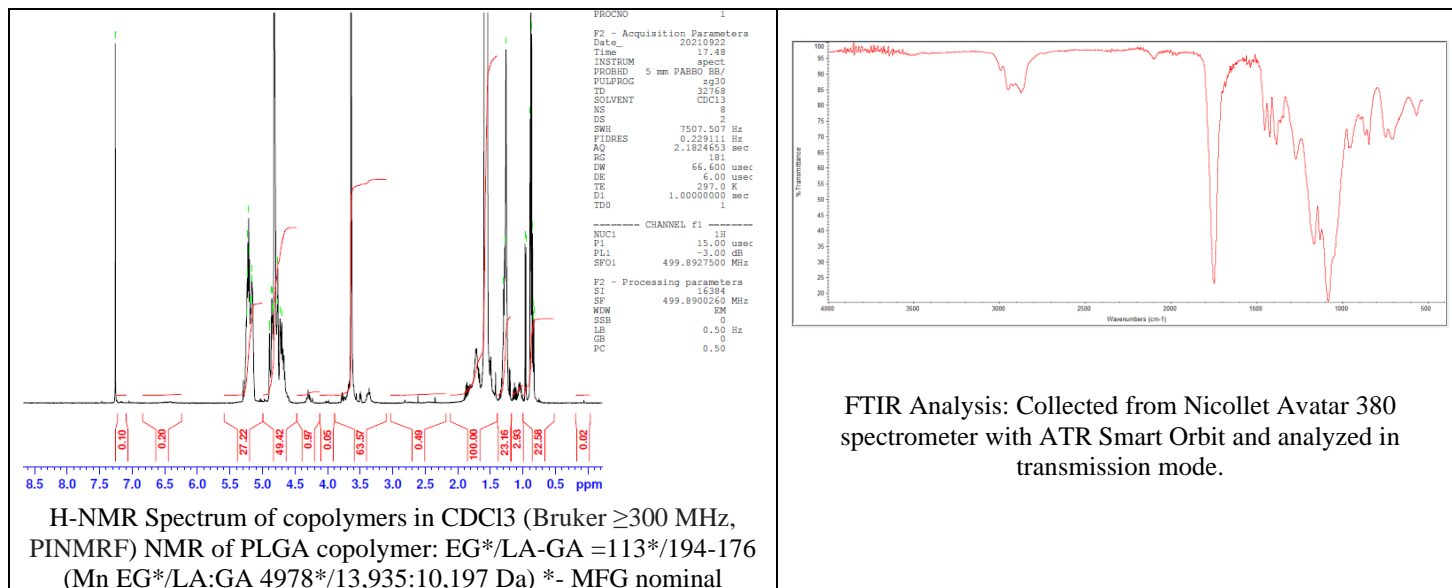 PROCNO 1
F2 - Acquisition Parameters
Date_ 20210922
Time 17.48
INSTRUM spect
PROBHD 5 mm PABBO BB/
PULPROG zg30
TD 32768
SOLVENT CDCl3
NS 8
DS 2
SWH 7507.507 Hz
FIDRES 0.229111 Hz
AQ 2.1824653 sec
RG 181
DW 66.600 usec
DE 6.00 usec
TE 297.0 K
D1 1.00000000 sec
TD0 1
======== CHANNEL f1 ========
NUC1 1H
P1 15.00 usec
PL1 -3.00 dB
SFO1 499.8927500 MHz
F2 - Processing parameters
SI 16384
SF 499.8900260 MHz
WDW EM
SSB 0
LB 0.50 Hz
GB 0
PC 0.50
0.10 0.20 27.22 49.42 0.97 0.05 63.57 0.49 100.00 23.16 2.93 22.58 0.02
8.5 8.0 7.5 7.0 6.5 6.0 5.5 5.0 4.5 4.0 3.5 3.0 2.5 2.0 1.5 1.0 0.5 ppm
H-NMR Spectrum of copolymers in CDCl3 (Bruker ≥300 MHz,
PINMRF) NMR of PLGA copolymer: EG*/LA-GA =113*/194-176
(Mn EG*/LA:GA 4978*/13,935:10,197 Da) *- MFG nominal
100
95
90
85
80
75
70
65
60
55
50
45
40
35
30
25
20
%Transmittance
4000 3500 3000 2500 2000 1500 1000 500
Wavenumbers (cm-1)
FTIR Analysis: Collected from Nicollet Avatar 380
spectrometer with ATR Smart Orbit and analyzed in
transmission mode.